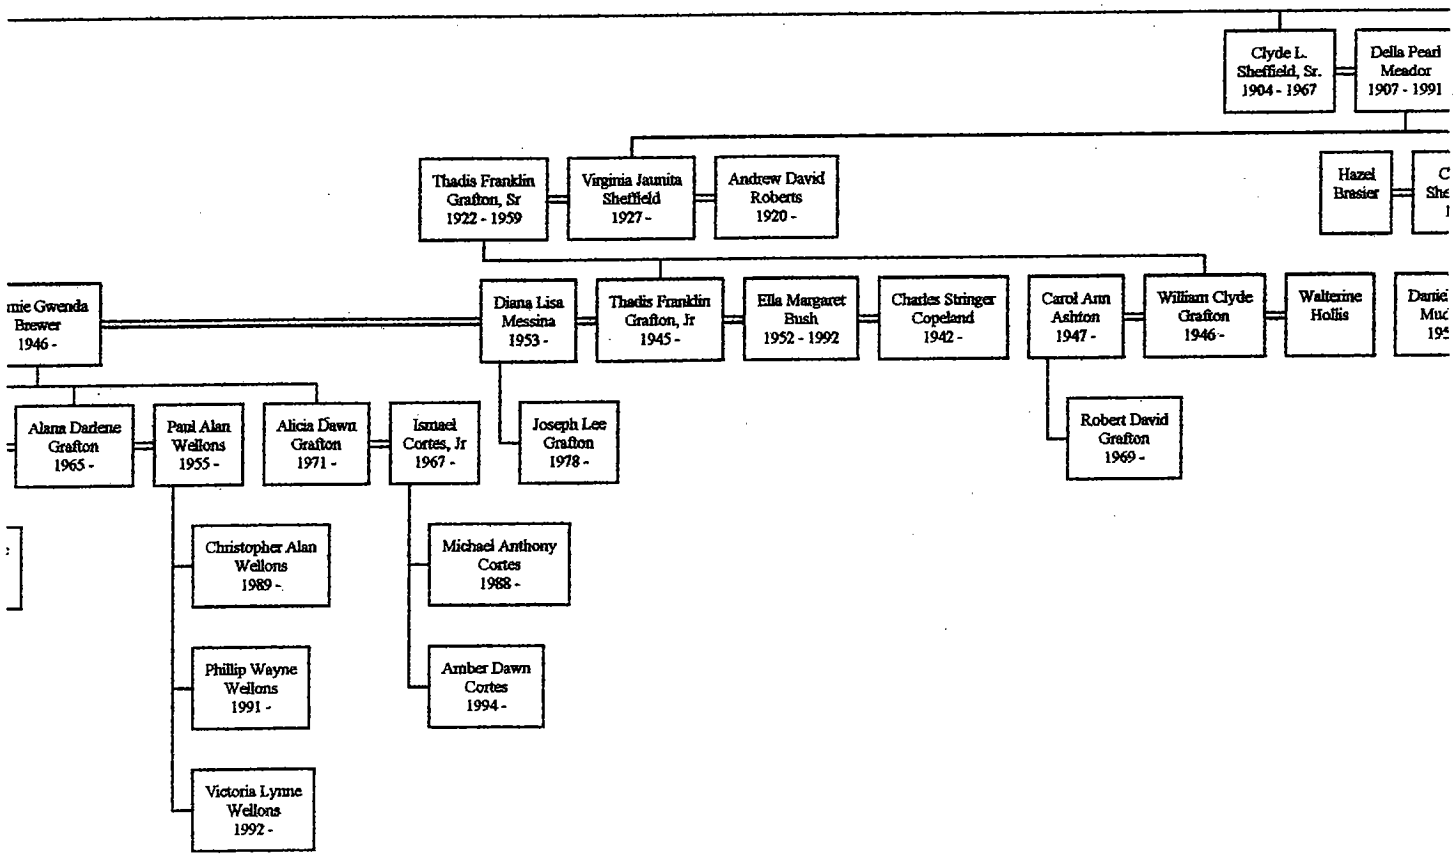 Clyde L.
Sheffield, Sr.
1904 - 1967
Della Pearl
Meador
1907 - 1991
Thadis Franklin
Grafton, Sr
1922 - 1959
Virginia Jaunita
Sheffield
1927 -
Andrew David
Roberts
1920 -
Hazel
Brasier
Gwenda
Brewer
1946 -
Diana Lisa
Messina
1953 -
Thadis Franklin
Grafton, Jr
1945 -
Ella Margaret
Bush
1952 - 1992
Charles Stringer
Copeland
1942 -
Carol Ann
Ashton
1947 -
William Clyde
Grafton
1946 -
Walterine
Hollis
Alana Darlene
Grafton
1965 -
Paul Alan
Wellons
1955 -
Alicia Dawn
Grafton
1971 -
Ismael
Cortes, Jr
1967 -
Joseph Lee
Grafton
1978 -
Robert David
Grafton
1969 -
Christopher Alan
Wellons
1989 -
Michael Anthony
Cortes
1988 -
Phillip Wayne
Wellons
1991 -
Amber Dawn
Cortes
1994 -
Victoria Lynne
Wellons
1992 -